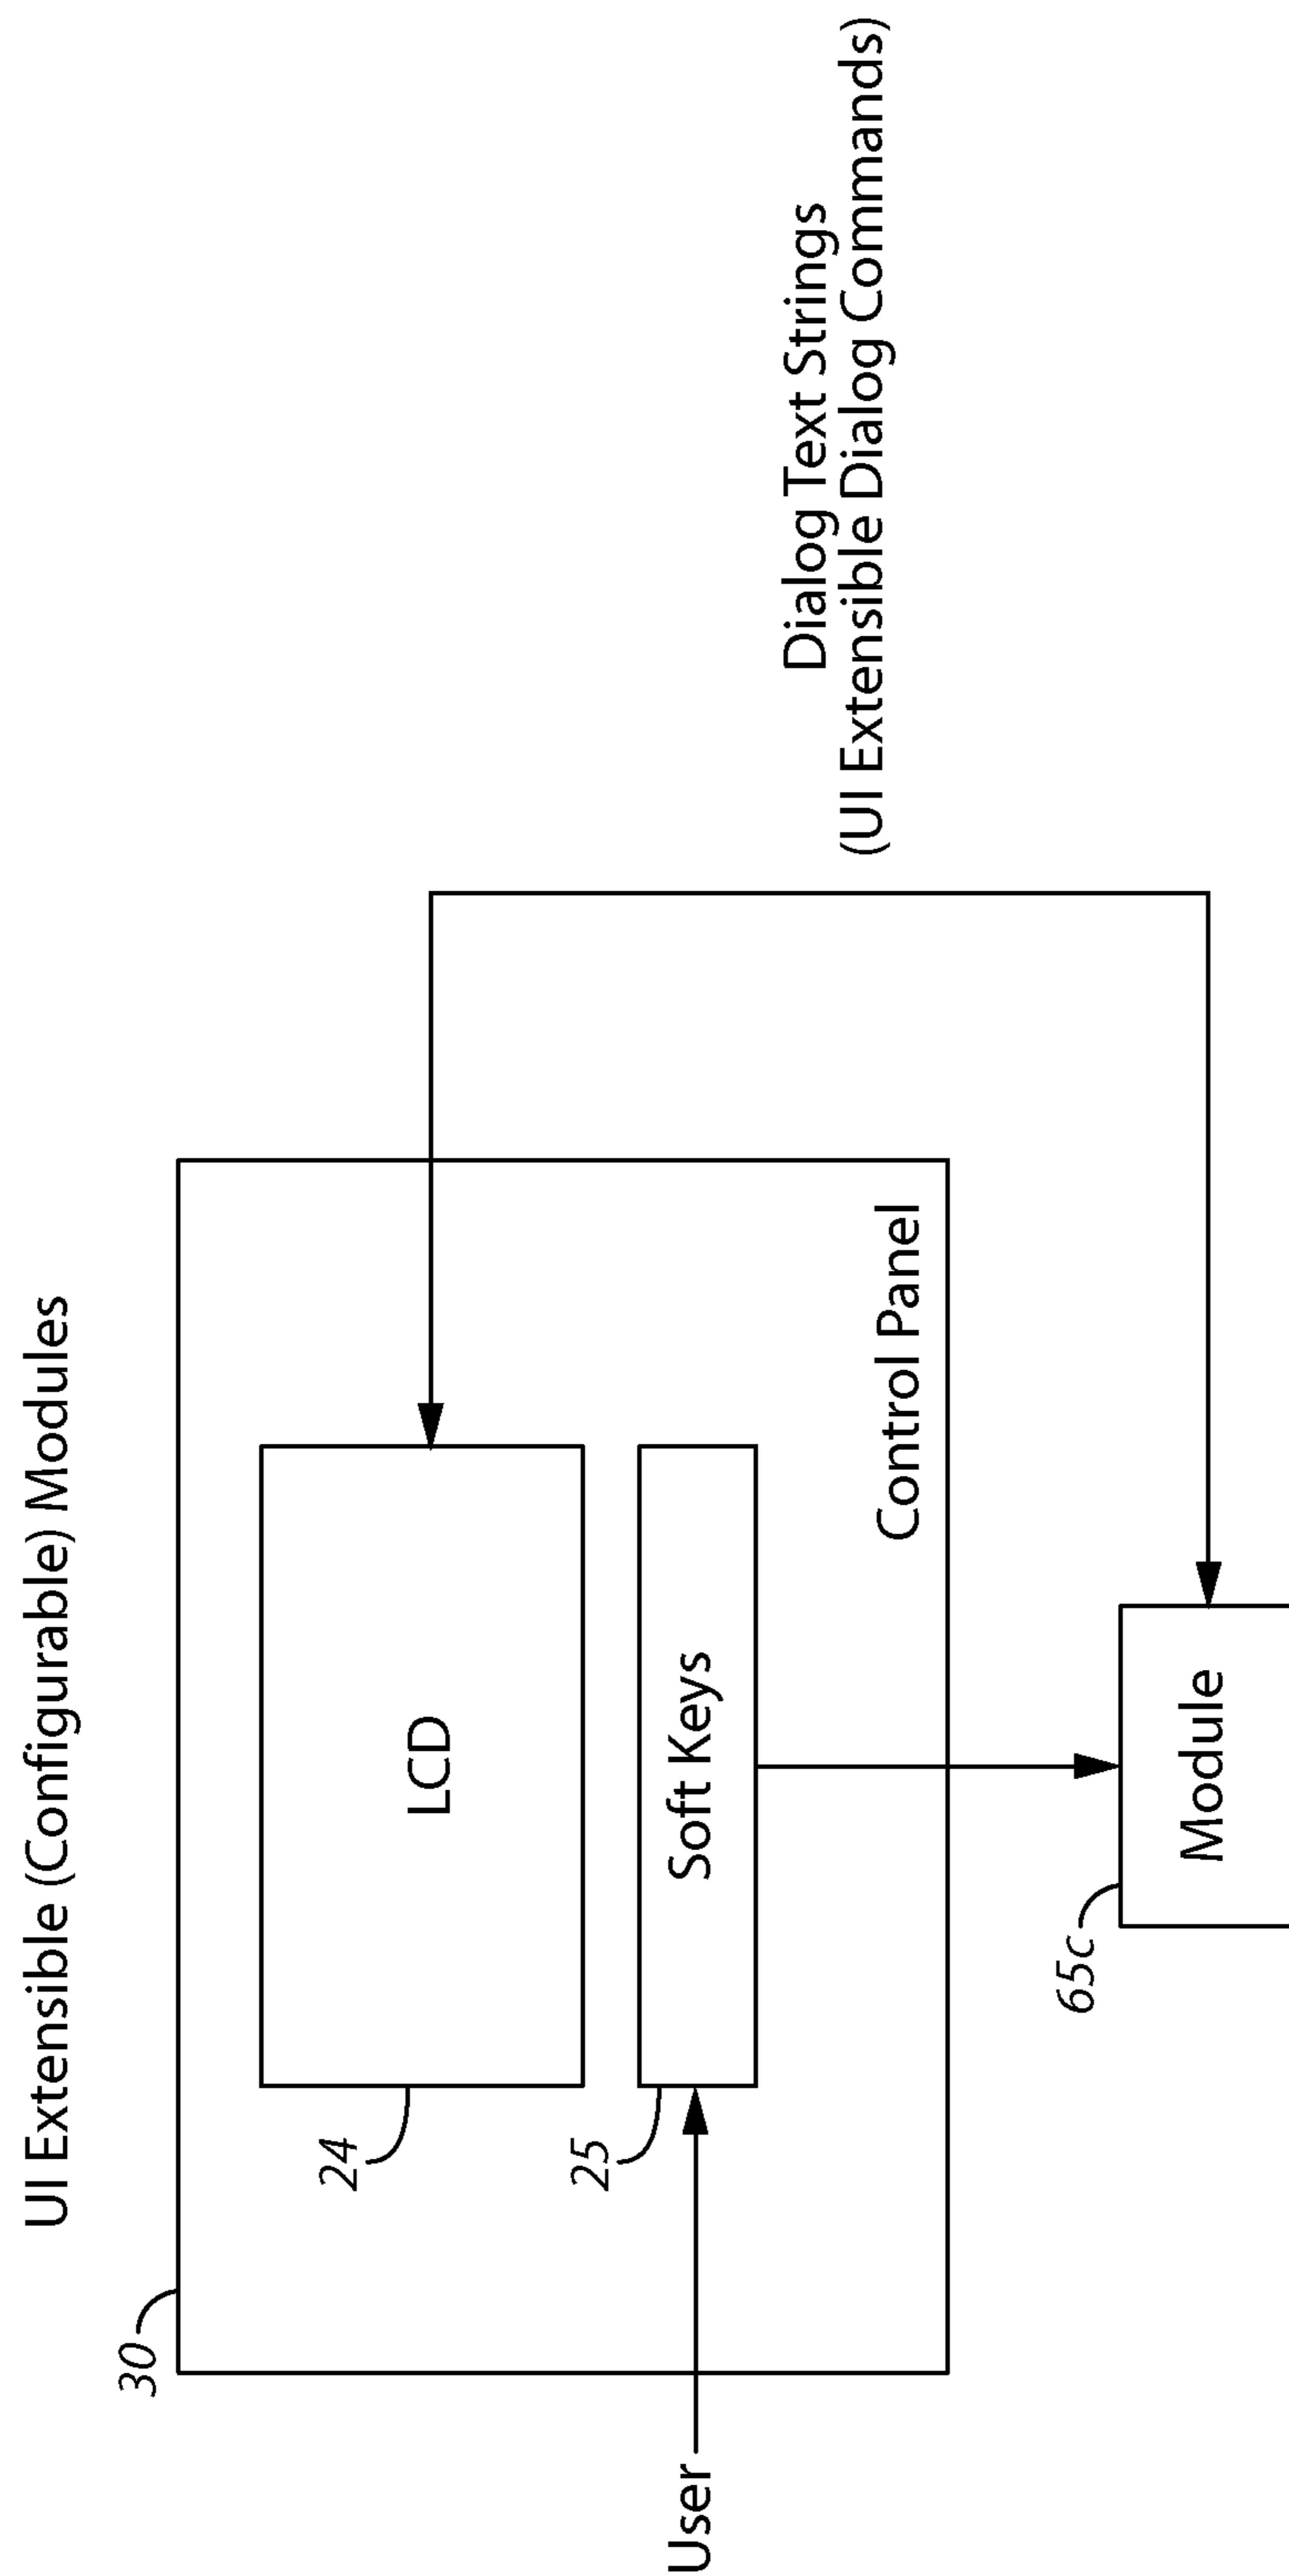 UI Extensible (Configurable) Modules
30
24
LCD
25
Soft Keys
User
Control Panel
Dialog Text Strings
(UI Extensible Dialog Commands)
65c
Module